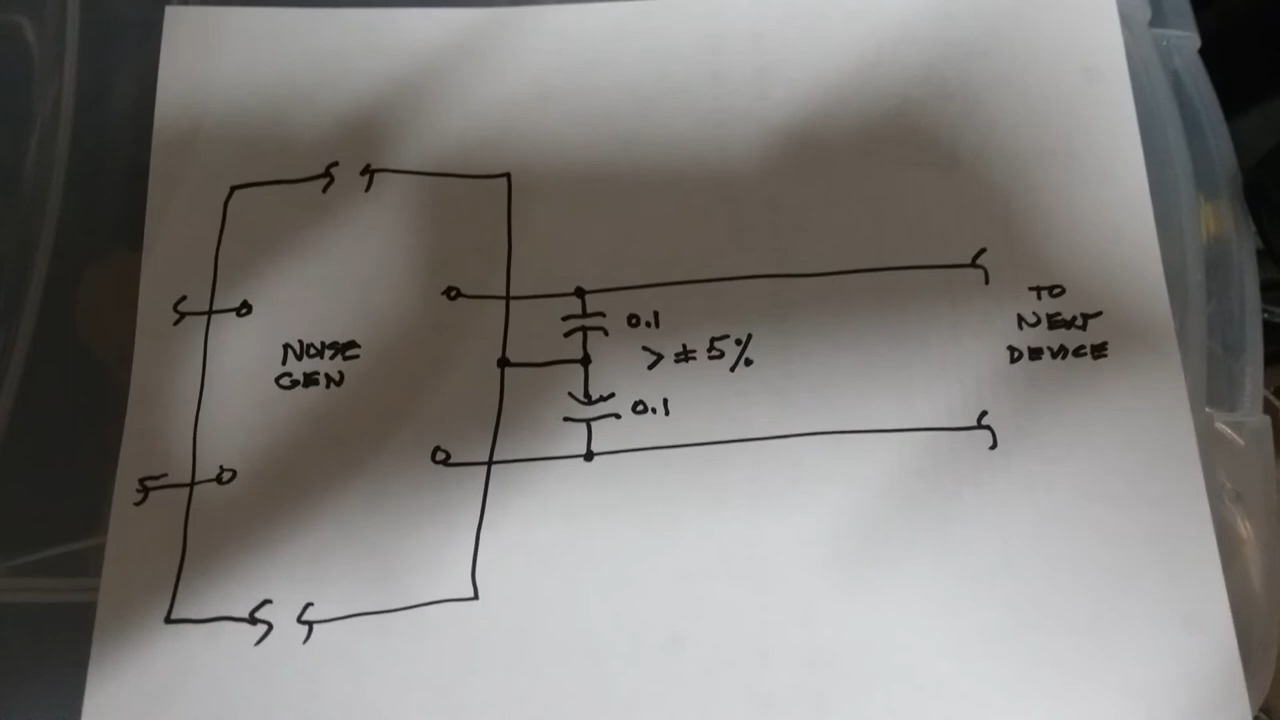 NOISE
GEN
0.1
> ± 5%
0.1
TO
NEXT
DEVICE